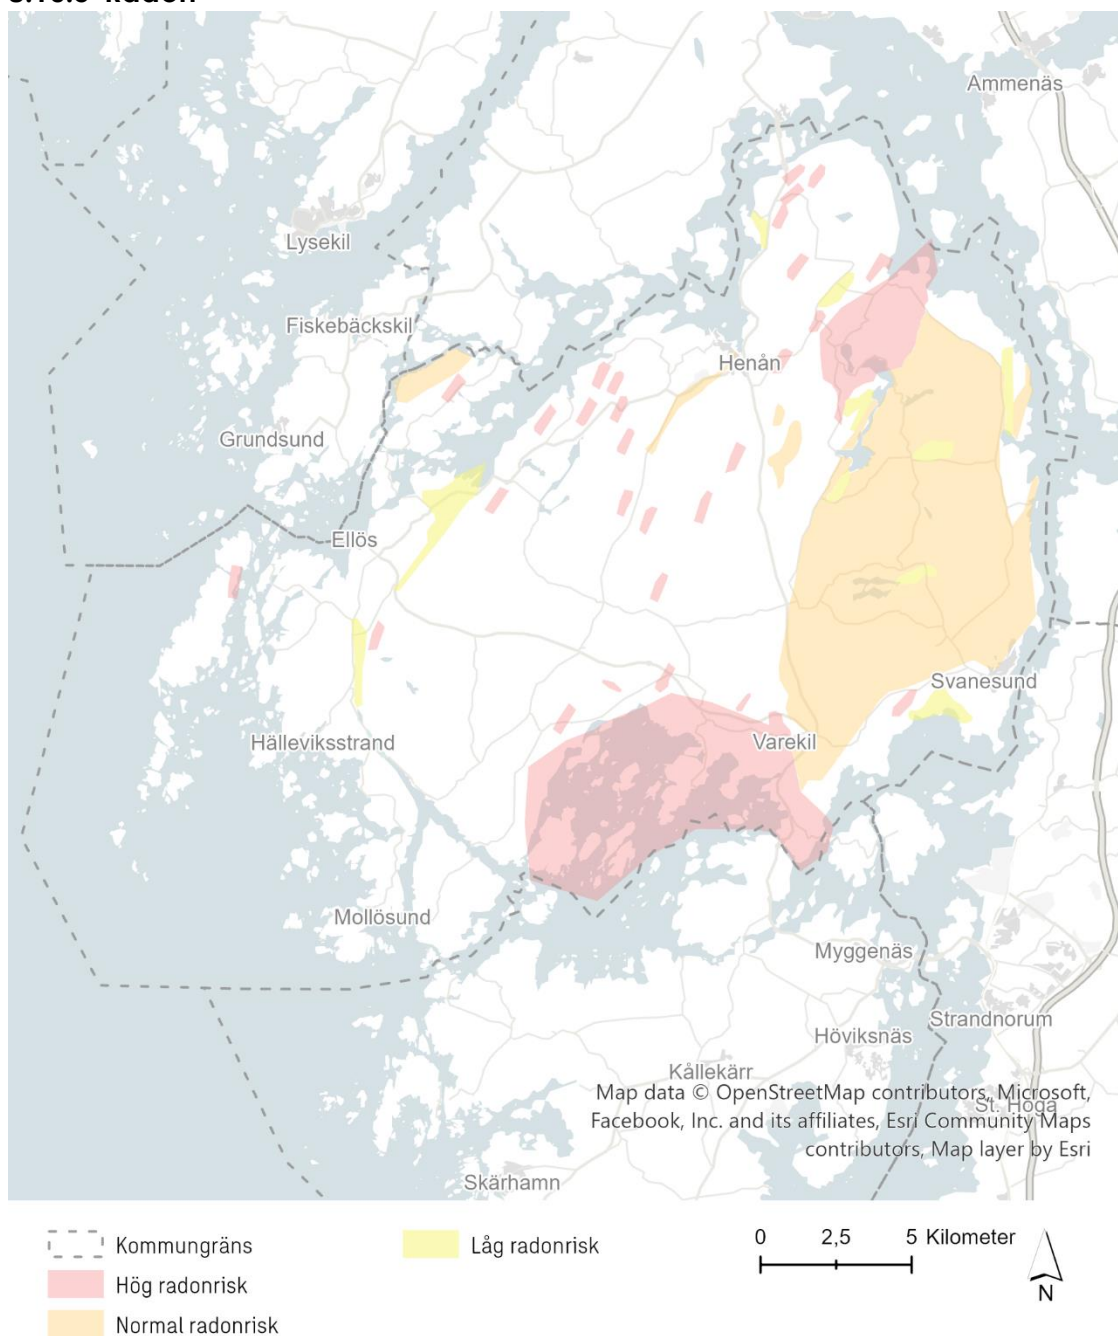 Ammenäs
Lysekil
Fiskebäckskil
Henån
Grundsund
Ellös
Svanesund
Hälleviksstrand
Varekil
Mollösund
Myggenäs
Strandnorum
Höviksnäs
Kållekärr
Map data © OpenStreetMap contributors, Microsoft,
St. Höga
Facebook, Inc. and its affiliates, Esri Community Maps
contributors, Map layer by Esri
Skärhamn
Kommungräns
Låg radonrisk
0 2,5 5 Kilometer
Hög radonrisk
N
Normal radonrisk